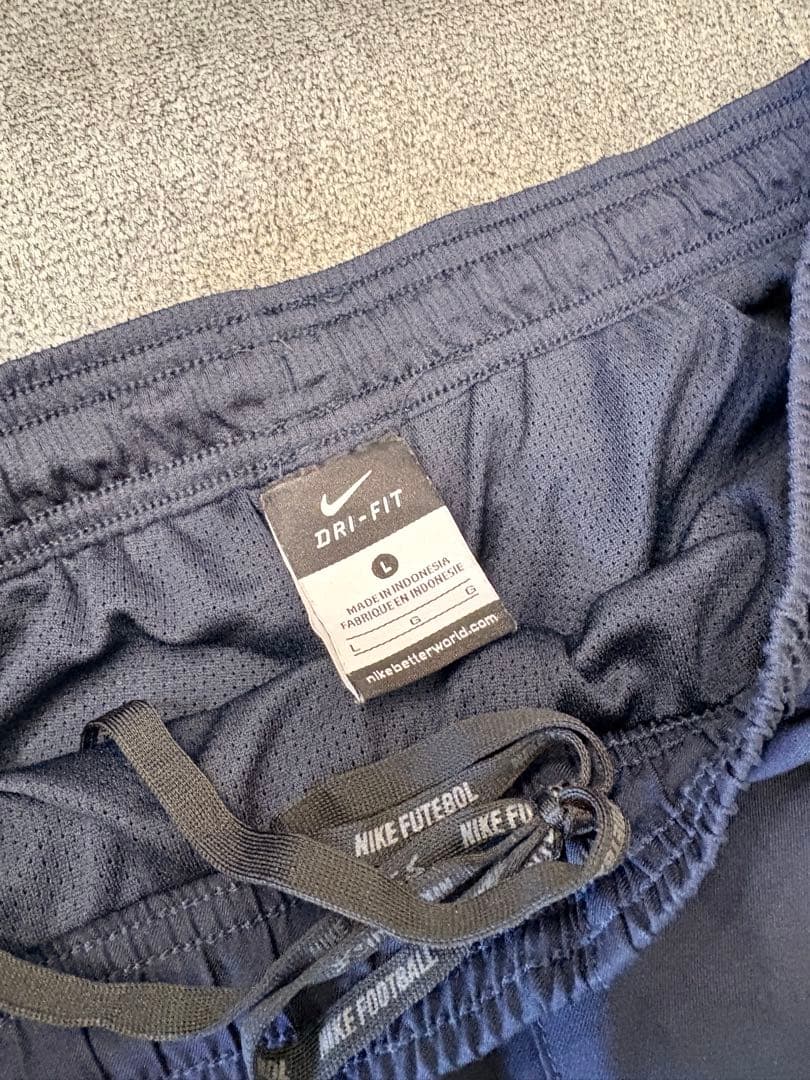 DRI-FIT
L
MADE IN INDONESIA
FABRIQUE EN INDONESIE
L G G
nikebetterworld.com
NIKE FUTEBOL
NIKE FU
NIKE FOOTBALL